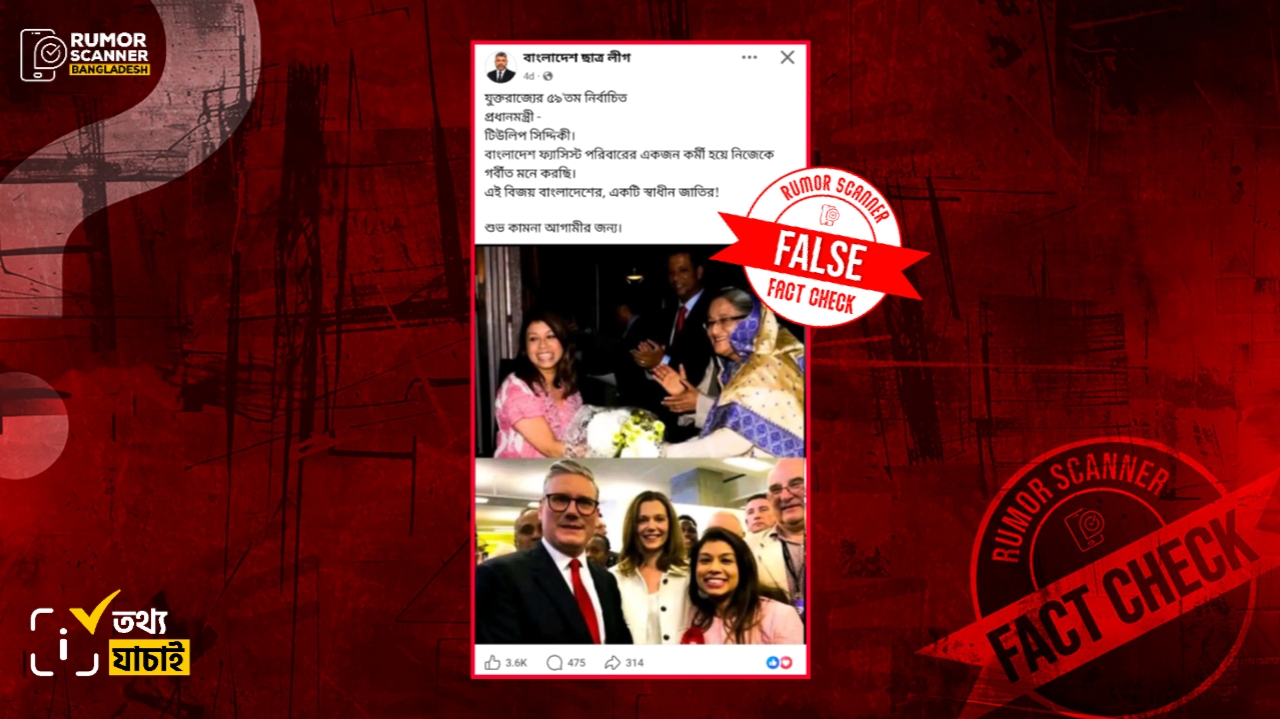 RUMOR
SCANNER
BANGLADESH
বাংলাদেশ ছাত্র লীগ
4d
যুক্তরাজ্যের ৫৯'তম নির্বাচিত
প্রধানমন্ত্রী -
টিউলিপ সিদ্দিকী।
বাংলাদেশ ফ্যাসিস্ট পরিবারের একজন কর্মী হয়ে নিজেকে
গর্বীত মনে করছি।
এই বিজয় বাংলাদেশের, একটি স্বাধীন জাতির!
শুভ কামনা আগামীর জন্য।
RUMOR SCANNER
FALSE
FACT CHECK
3.6K 475 314
তথ্য
যাচাই
RUMOR SCANNER
FACT CHECK